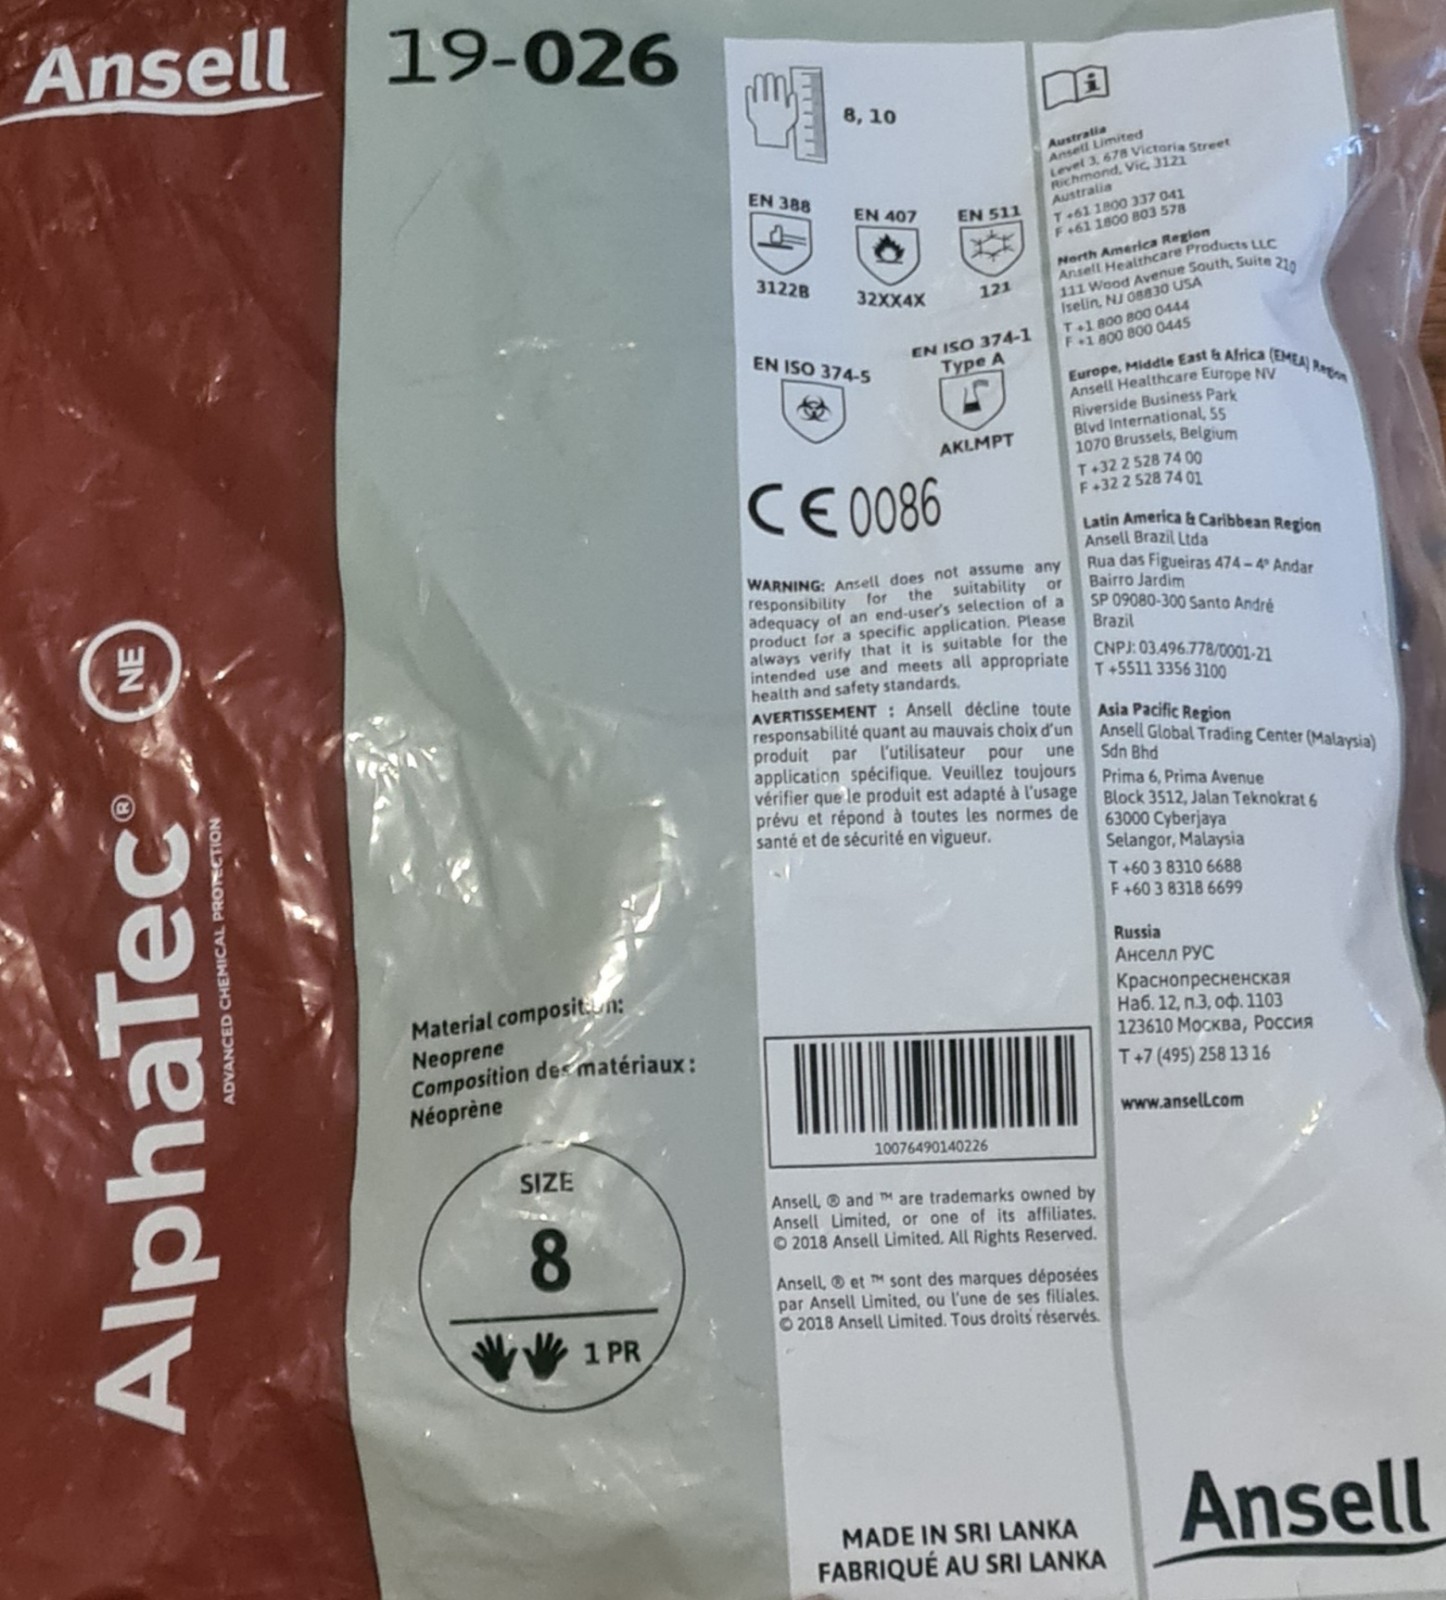 Ansell
NE
AlphaTec®
ADVANCED CHEMICAL PROTECTION
19-026
Material composition:
Neoprene
Composition des matériaux :
Néoprène
SIZE
8
1 PR
8, 10
EN 388
3122B
EN 407
32XX4X
EN 511
121
EN ISO 374-5
EN ISO 374-1
Type A
AKLMPT
CE 0086
WARNING: Ansell does not assume any
responsibility for the suitability or
adequacy of an end-user's selection of a
product for a specific application. Please
always verify that it is suitable for the
intended use and meets all appropriate
health and safety standards.
AVERTISSEMENT : Ansell décline toute
responsabilité quant au mauvais choix d'un
produit par l'utilisateur pour une
application spécifique. Veuillez toujours
vérifier que le produit est adapté à l'usage
prévu et répond à toutes les normes de
santé et de sécurité en vigueur.
10076490140226
Ansell, ® and ™ are trademarks owned by
Ansell Limited, or one of its affiliates.
© 2018 Ansell Limited. All Rights Reserved.
Ansell, ® et ™ sont des marques déposées
par Ansell Limited, ou l'une de ses filiales.
© 2018 Ansell Limited. Tous droits réservés.
MADE IN SRI LANKA
FABRIQUÉ AU SRI LANKA
i
Australia
Ansell Limited
Level 3, 678 Victoria Street
Richmond, Vic, 3121
Australia
T +61 1800 337 041
F +61 1800 803 578
North America Region
Ansell Healthcare Products LLC
111 Wood Avenue South, Suite 210
Iselin, NJ 08830 USA
T +1 800 800 0444
F +1 800 800 0445
Europe, Middle East & Africa (EMEA) Region
Ansell Healthcare Europe NV
Riverside Business Park
Blvd International, 55
1070 Brussels, Belgium
T +32 2 528 74 00
F +32 2 528 74 01
Latin America & Caribbean Region
Ansell Brazil Ltda
Rua das Figueiras 474 – 4º Andar
Bairro Jardim
SP 09080-300 Santo André
Brazil
CNPJ: 03.496.778/0001-21
T +5511 3356 3100
Asia Pacific Region
Ansell Global Trading Center (Malaysia)
Sdn Bhd
Prima 6, Prima Avenue
Block 3512, Jalan Teknokrat 6
63000 Cyberjaya
Selangor, Malaysia
T +60 3 8310 6688
F +60 3 8318 6699
Russia
Анселл РУС
Краснопресненская
Наб. 12, п.3, оф. 1103
123610 Москва, Россия
T +7 (495) 258 13 16
www.ansell.com
Ansell